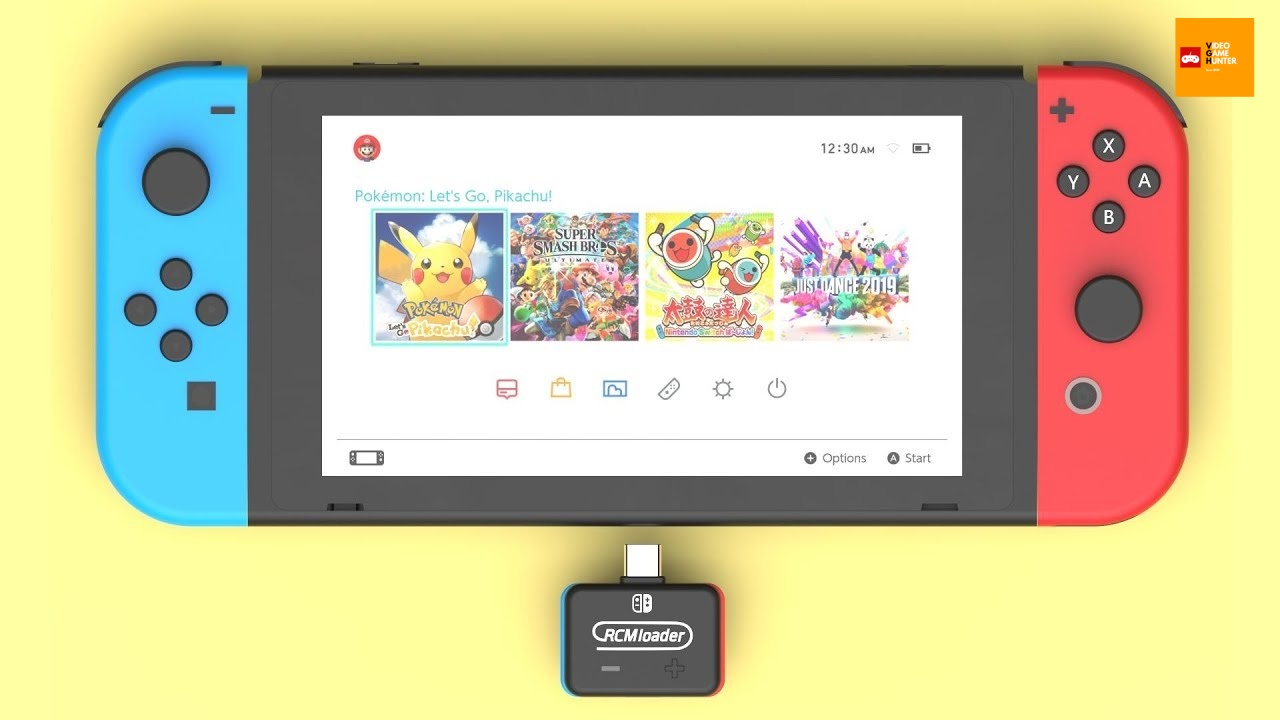 VIDEO
GAME
HUNTER
12:30 AM
Pokémon: Let's Go, Pikachu!
POKÉMON
Let's Go Pikachu!
SUPER
SMASH BROS.
ULTIMATE
太鼓の達人
Nintendo Switchば〜じょん!
JUST DANCE 2019
X
Y
A
B
Options
A Start
RCMloader